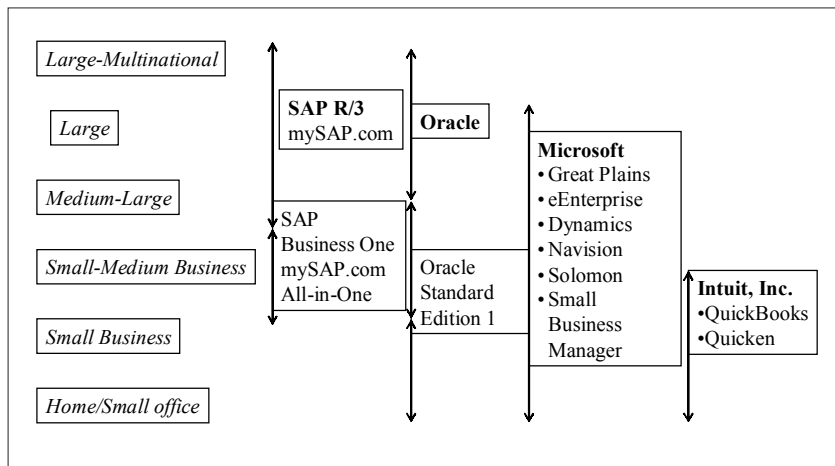 Large-Multinational
Large
Medium-Large
Small-Medium Business
Small Business
Home/Small office
SAP R/3
mySAP.com
SAP
Business One
mySAP.com
All-in-One
Oracle
Oracle
Standard
Edition 1
Microsoft
• Great Plains
• eEnterprise
• Dynamics
• Navision
• Solomon
• Small
Business
Manager
Intuit, Inc.
•QuickBooks
•Quicken